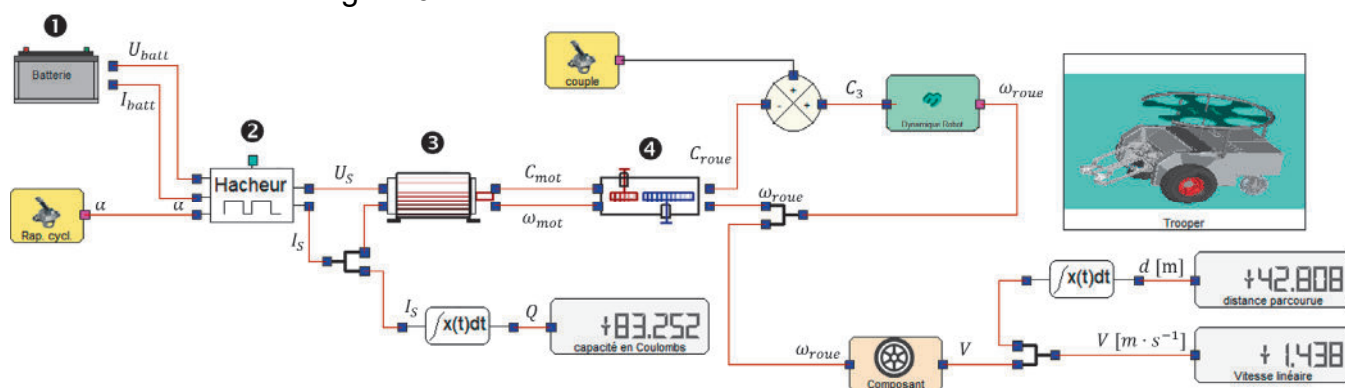 ❶
U_batt
Batterie
I_batt
❷
Hacheur
α
α
Rap. cycl.
U_S
I_S
❸
C_mot
ω_mot
❹
couple
+
-
+
+
C_3
Dynamique Robot
ω_roue
C_roue
ω_roue
Trooper
I_S
∫x(t)dt
Q
+83.252
capacité en Coulombs
∫x(t)dt
d [m]
+42.808
distance parcourue
ω_roue
Composant
V
V [m · s⁻¹]
+1.438
Vitesse linéaire